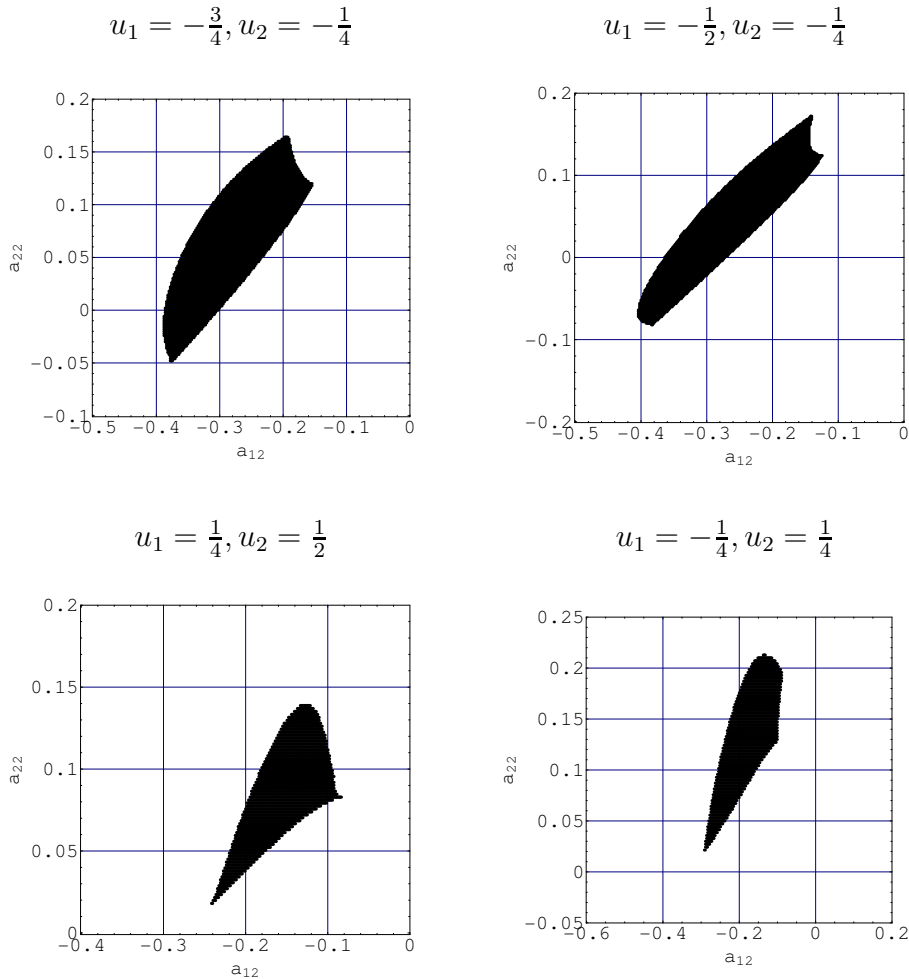 u₁ = −3/4, u₂ = −1/4
0.2
0.15
0.1
0.05
0
−0.05
−0.1
a₂₂
−0.5 −0.4 −0.3 −0.2 −0.1 0
a₁₂
u₁ = −1/2, u₂ = −1/4
0.2
0.1
0
−0.1
−0.2
a₂₂
−0.5 −0.4 −0.3 −0.2 −0.1 0
a₁₂
u₁ = 1/4, u₂ = 1/2
0.2
0.15
0.1
0.05
0
a₂₂
−0.4 −0.3 −0.2 −0.1 0
a₁₂
u₁ = −1/4, u₂ = 1/4
0.25
0.2
0.15
0.1
0.05
0
−0.05
a₂₂
−0.6 −0.4 −0.2 0 0.2
a₁₂